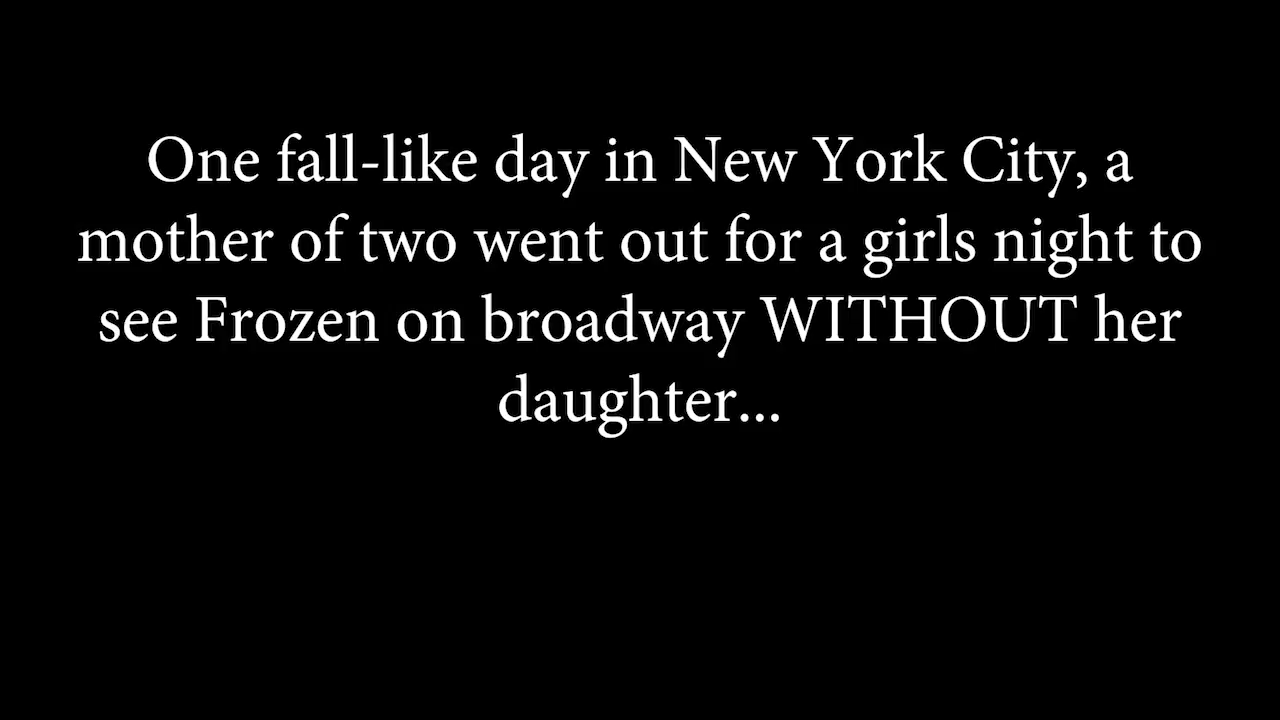 One fall-like day in New York City, a
mother of two went out for a girls night to
see Frozen on broadway WITHOUT her
daughter...